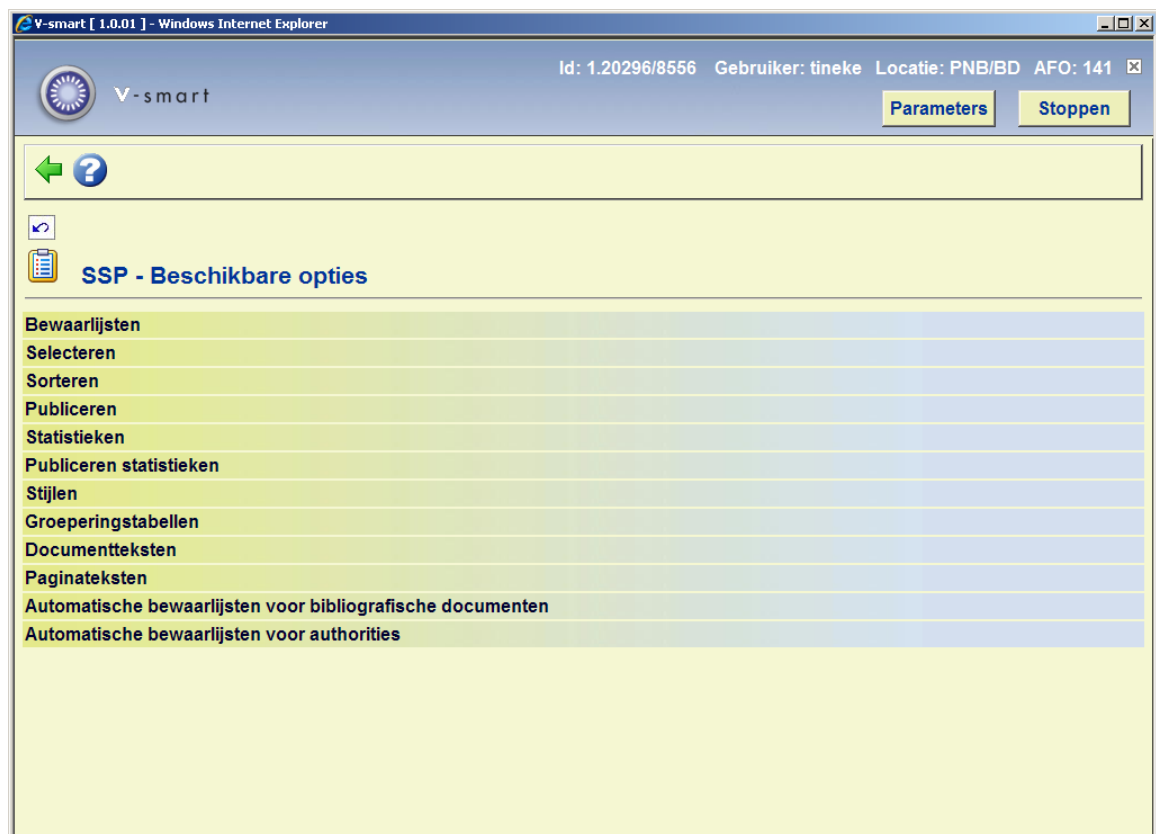 V-smart [ 1.0.01 ] - Windows Internet Explorer
Id: 1.20296/8556 Gebruiker: tineke Locatie: PNB/BD AFO: 141
V-smart
Parameters Stoppen
SSP - Beschikbare opties
Bewaarlijsten
Selecteren
Sorteren
Publiceren
Statistieken
Publiceren statistieken
Stijlen
Groeperingstabellen
Documentteksten
Paginateksten
Automatische bewaarlijsten voor bibliografische documenten
Automatische bewaarlijsten voor authorities